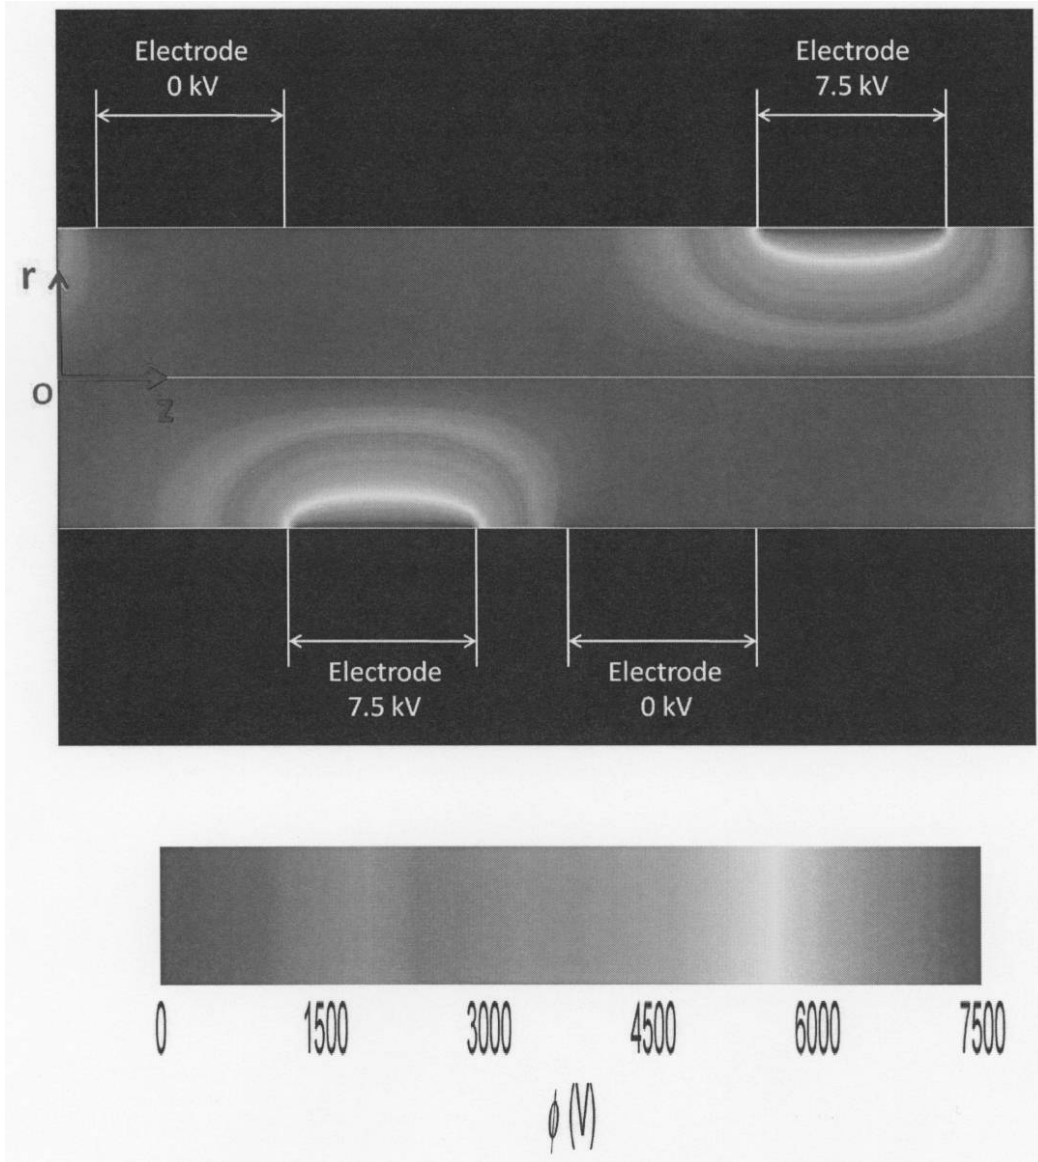 Electrode
0 kV
Electrode
7.5 kV
r
o
z
Electrode
7.5 kV
Electrode
0 kV
0 1500 3000 4500 6000 7500
ϕ (V)